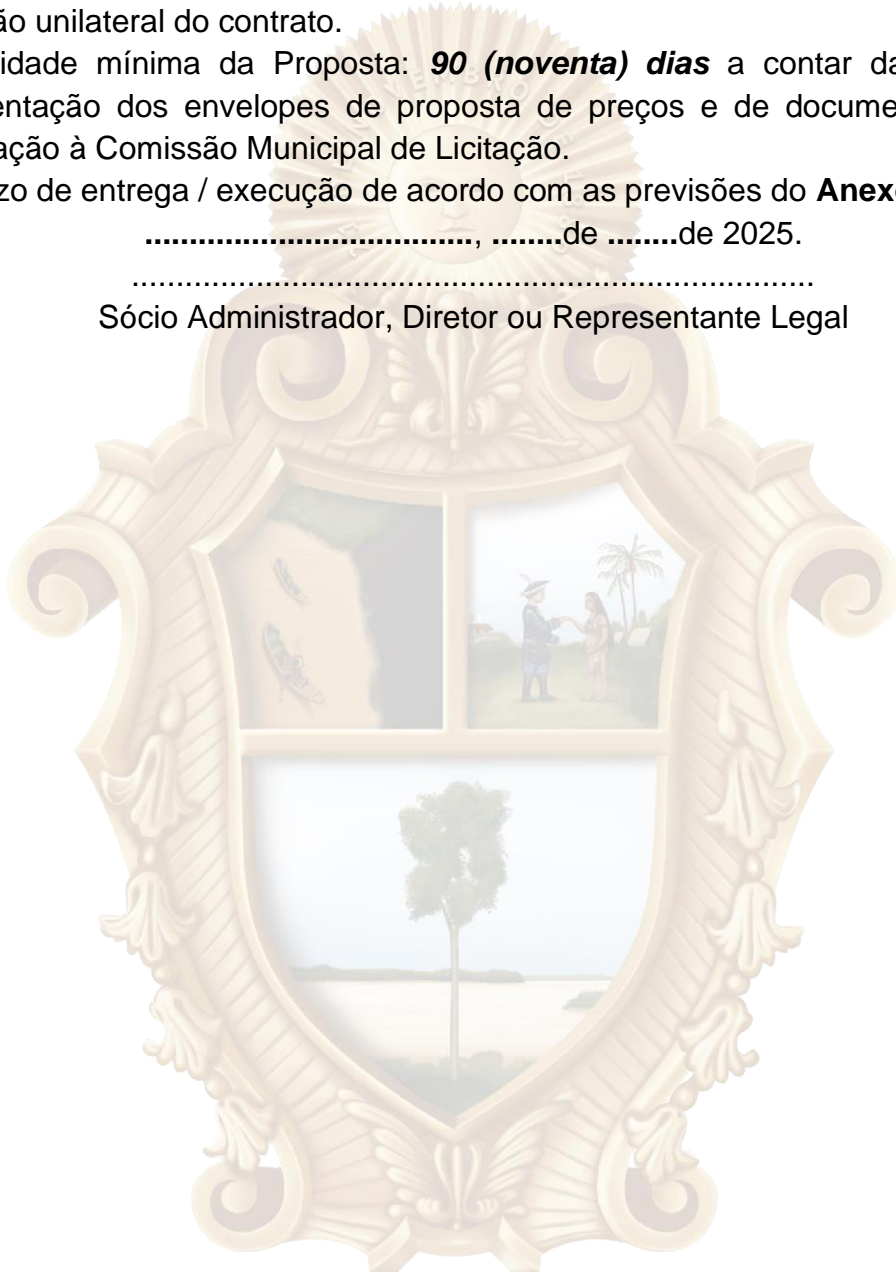 ão unilateral do contrato.
idade mínima da Proposta: 90 (noventa) dias a contar da
entação dos envelopes de proposta de preços e de docume
ação à Comissão Municipal de Licitação.
zo de entrega / execução de acordo com as previsões do Anexo
....................................., ........de ........de 2025.
.............................................................................
Sócio Administrador, Diretor ou Representante Legal